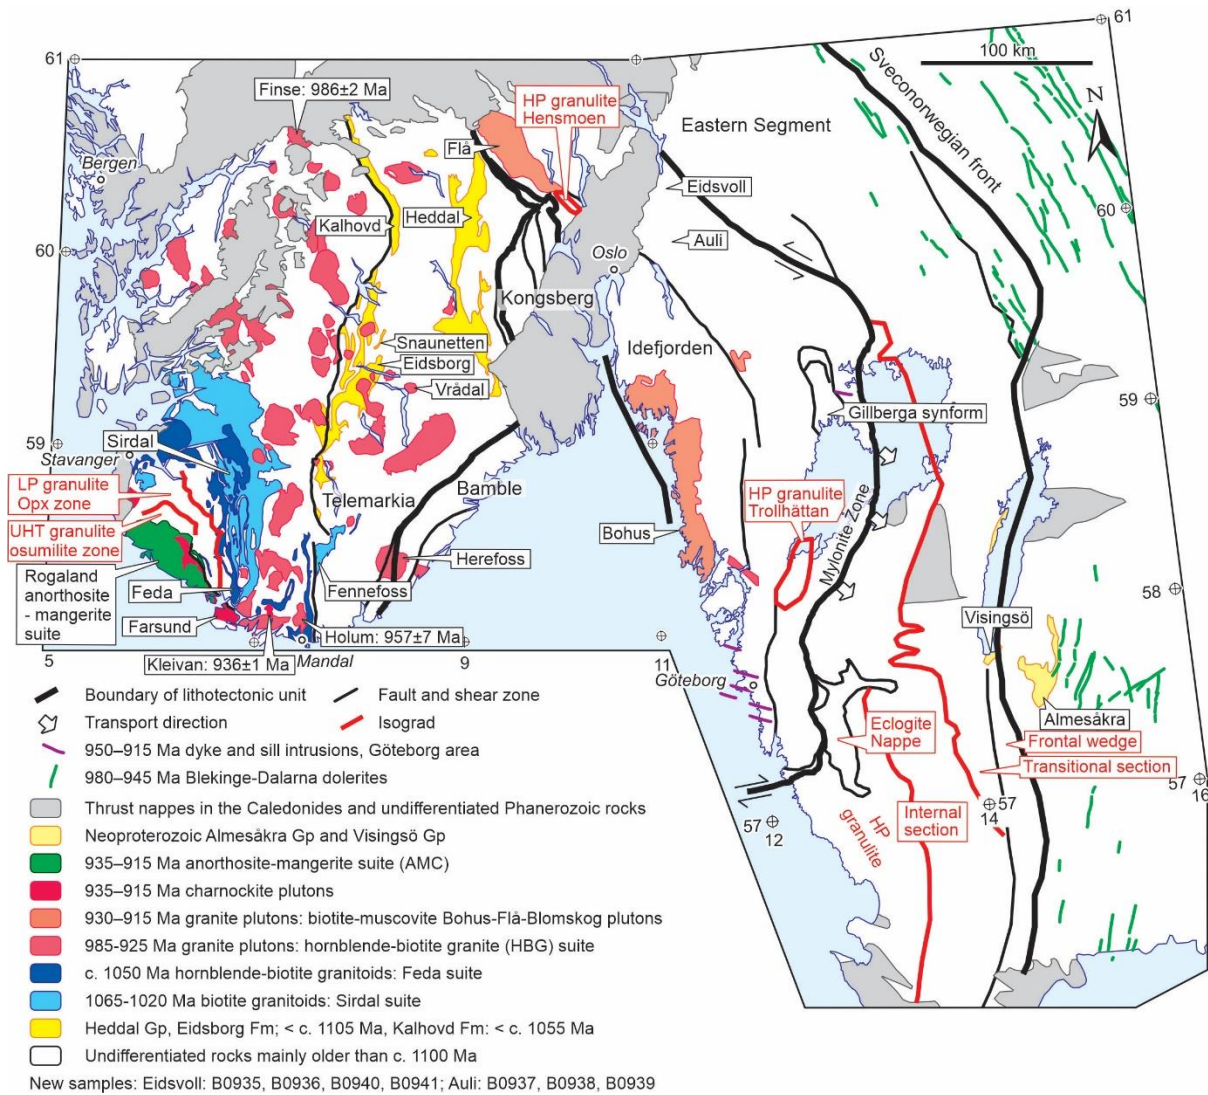 61
61
100 km
N
Finse: 986±2 Ma
HP granulite
Hensmoen
Eastern Segment
Sveconorwegian front
Bergen
Flå
Eidsvoll
Kalhovd
Heddal
Auli
60
60
Oslo
Kongsberg
Snaunetten
Idefjorden
Eidsborg
Vrådal
Gillberga synform
59
59
Sirdal
Stavanger
LP granulite
Opx zone
Telemarkia
Bamble
HP granulite
Trollhättan
Mylonite Zone
UHT granulite
osumilite zone
Bohus
Rogaland
anorthosite
- mangerite
suite
Feda
Fennefoss
Herefoss
58
Farsund
Holum: 957±7 Ma
Visingsö
Kleivan: 936±1 Ma
Mandal
5
9
11
Göteborg
Almesåkra
Eclogite
Nappe
Frontal wedge
Transitional section
57
16
HP
granulite
Internal
section
57
14
57
12
Boundary of lithotectonic unit
Fault and shear zone
Transport direction
Isograd
950–915 Ma dyke and sill intrusions, Göteborg area
980–945 Ma Blekinge-Dalarna dolerites
Thrust nappes in the Caledonides and undifferentiated Phanerozoic rocks
Neoproterozoic Almesåkra Gp and Visingsö Gp
935–915 Ma anorthosite-mangerite suite (AMC)
935–915 Ma charnockite plutons
930–915 Ma granite plutons: biotite-muscovite Bohus-Flå-Blomskog plutons
985-925 Ma granite plutons: hornblende-biotite granite (HBG) suite
c. 1050 Ma hornblende-biotite granitoids: Feda suite
1065-1020 Ma biotite granitoids: Sirdal suite
Heddal Gp, Eidsborg Fm; < c. 1105 Ma, Kalhovd Fm: < c. 1055 Ma
Undifferentiated rocks mainly older than c. 1100 Ma
New samples: Eidsvoll: B0935, B0936, B0940, B0941; Auli: B0937, B0938, B0939